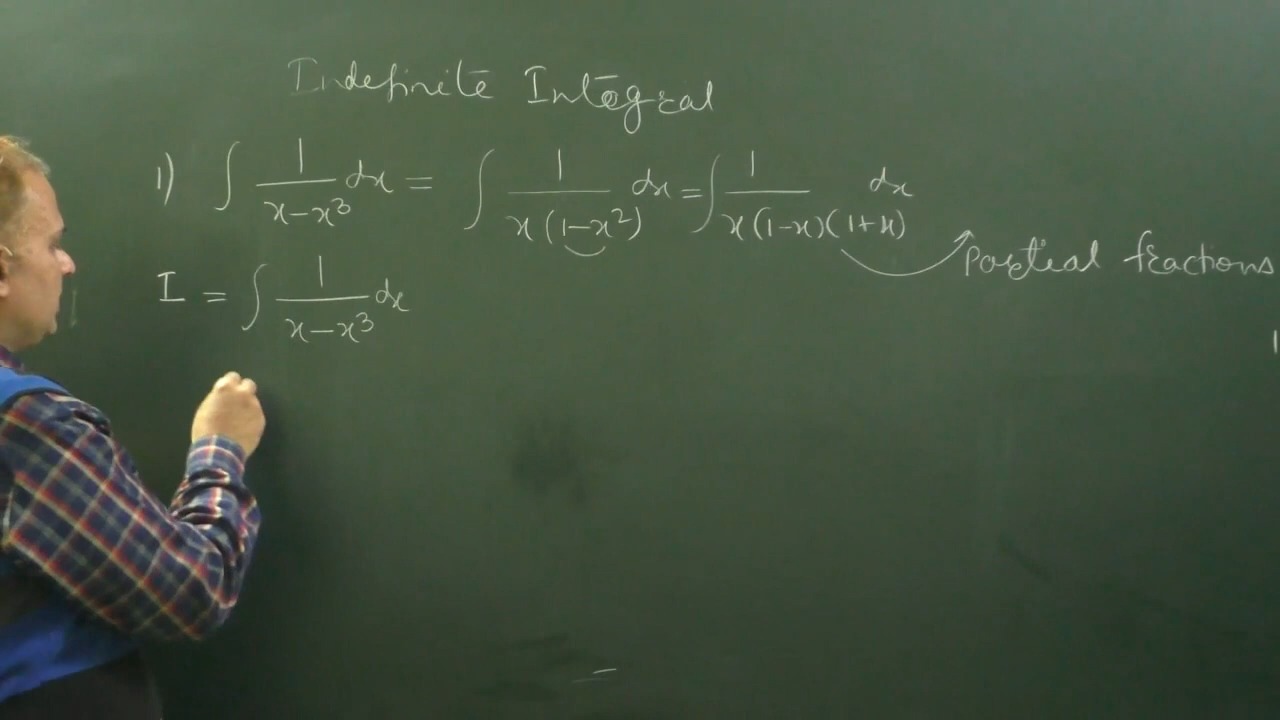 Indefinite Integral
1) ∫ 1/(x-x³) dx = ∫ 1/(x(1-x²)) dx = ∫ 1/(x(1-x)(1+x)) dx
Partial fractions
I = ∫ 1/(x-x³) dx